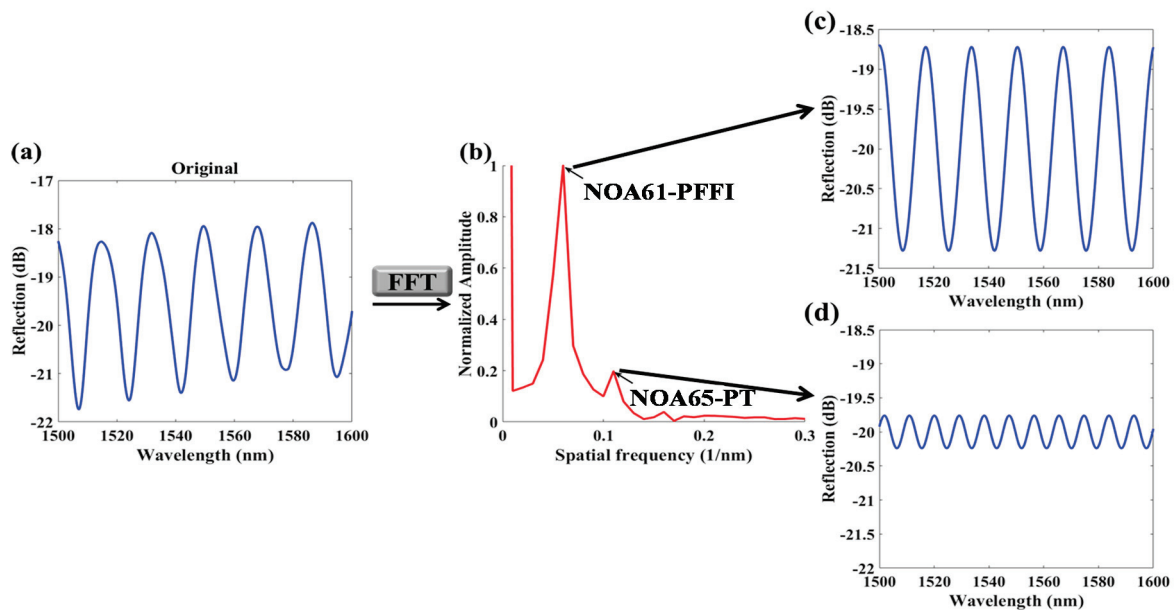 (a)
Original
Reflection (dB)
-17
-18
-19
-20
-21
-22
1500 1520 1540 1560 1580 1600
Wavelength (nm)
FFT
(b)
Normalized Amplitude
1
0.8
0.6
0.4
0.2
0
0 0.1 0.2 0.3
Spatial frequency (1/nm)
NOA61-PFFI
NOA65-PT
(c)
Reflection (dB)
-18.5
-19
-19.5
-20
-20.5
-21
-21.5
1500 1520 1540 1560 1580 1600
Wavelength (nm)
(d)
Reflection (dB)
-18.5
-19
-19.5
-20
-20.5
-21
-21.5
-22
1500 1520 1540 1560 1580 1600
Wavelength (nm)